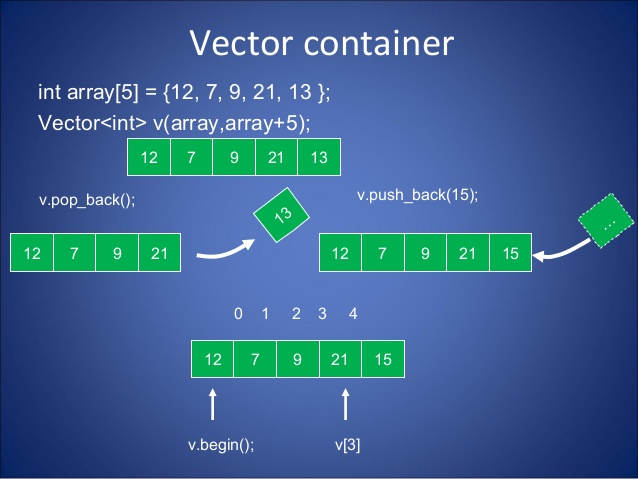 Vector container
int array[5] = {12, 7, 9, 21, 13 };
Vector<int> v(array,array+5);
12 7 9 21 13
v.pop_back();
13
v.push_back(15);
...
12 7 9 21
12 7 9 21 15
0 1 2 3 4
12 7 9 21 15
v.begin();
v[3]